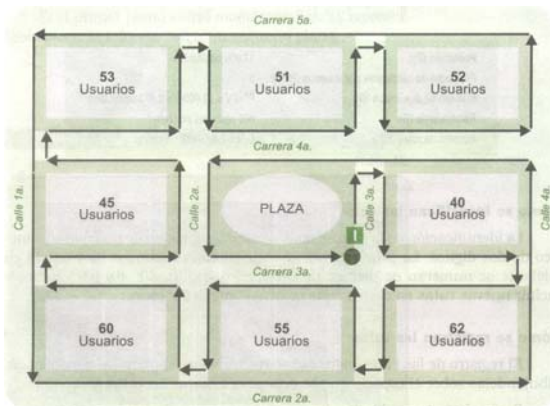 Carrera 5a.
53
Usuarios
51
Usuarios
52
Usuarios
Carrera 4a.
Calle 1a.
45
Usuarios
Calle 2a.
PLAZA
I
Calle 3a.
40
Usuarios
Calle 4a.
Carrera 3a.
60
Usuarios
55
Usuarios
62
Usuarios
Carrera 2a.